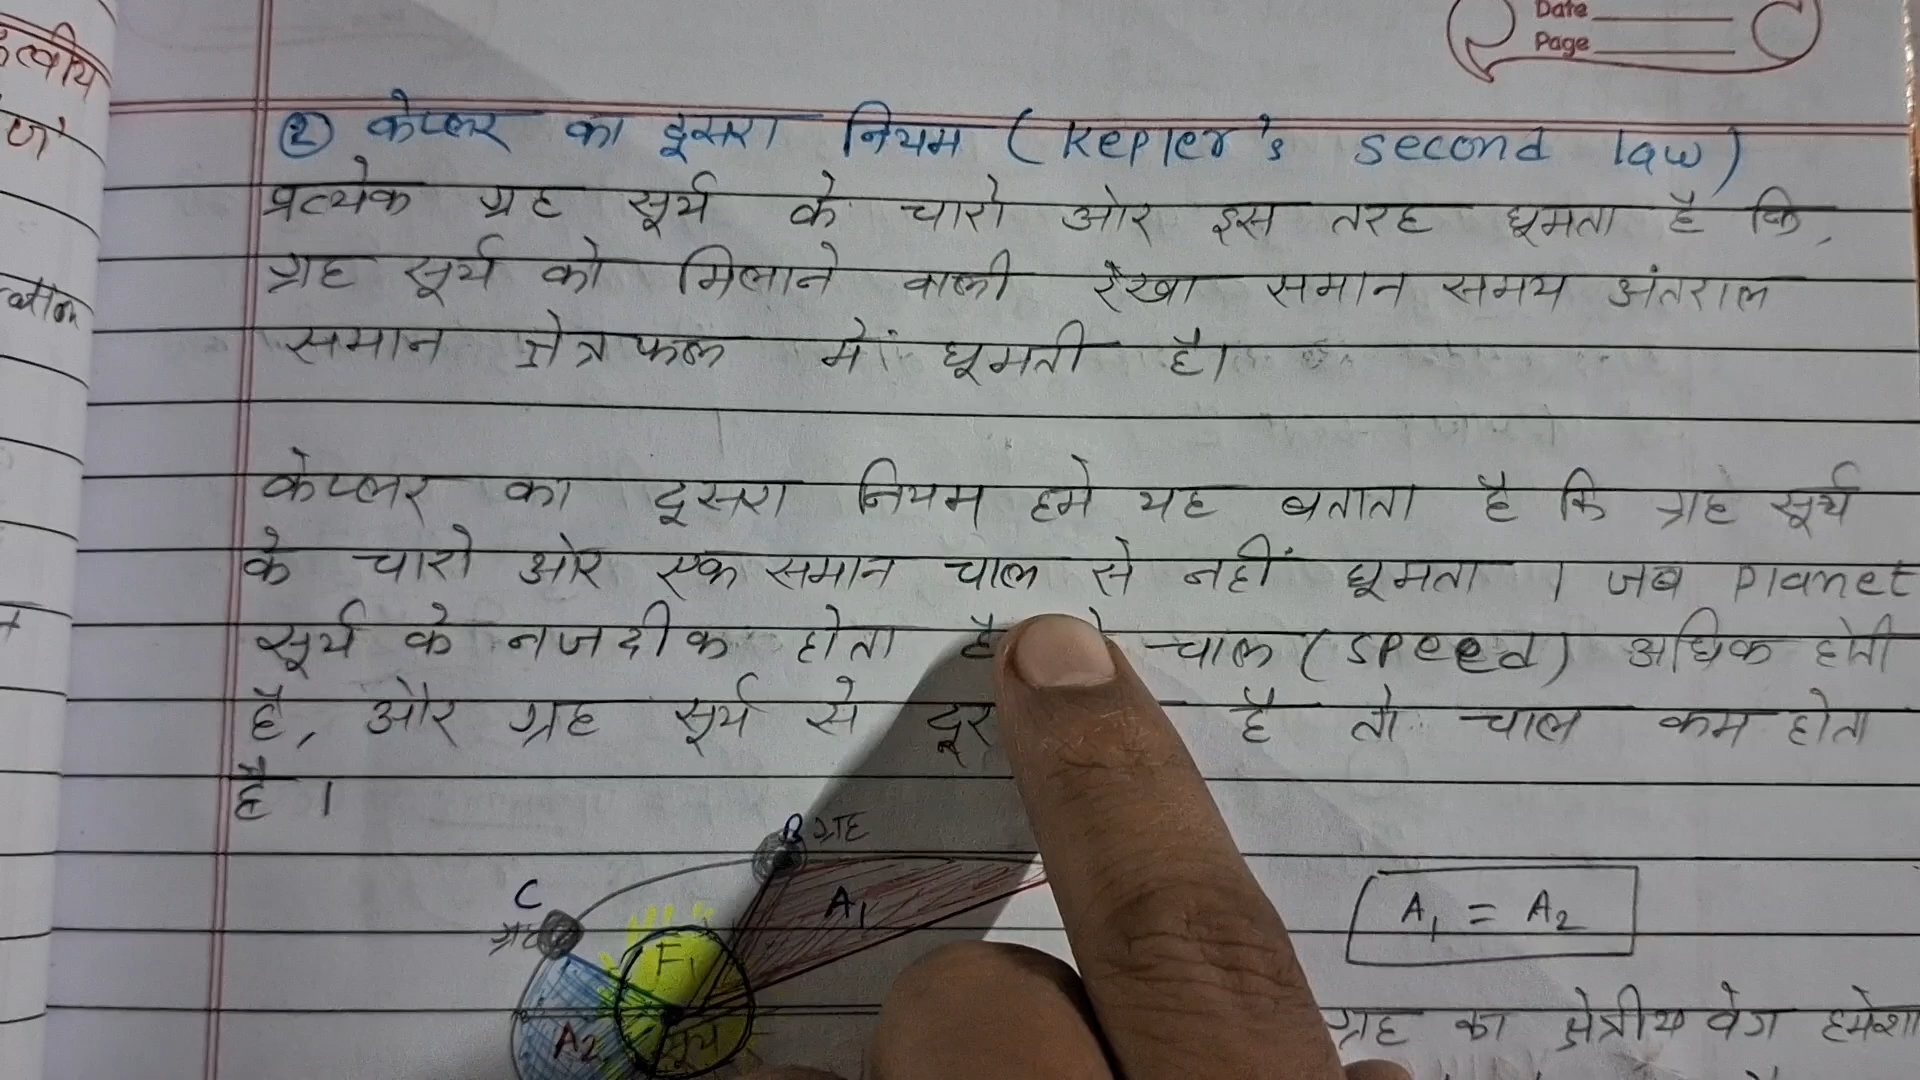 Date
Page
त्वीय
② केप्लर का दूसरा नियम (Kepler's second law)
प्रत्येक ग्रह सूर्य के चारो ओर इस तरह घूमता है कि,
ग्रह सूर्य को मिलाने वाली रेखा समान समय अंतराल
समान क्षेत्रफल में घूमती है।
केप्लर का दूसरा नियम हमे यह बताता है कि ग्रह सूर्य
के चारो ओर एक समान चाल से नहीं घूमता । जब Planet
सूर्य के नजदीक होता है चाल (speed) अधिक होती
है, और ग्रह सूर्य से दूर है तो चाल कम होता
है ।
B ग्रह
C
ग्रह
A₁
F₁
A₁ = A₂
A₂
सूर्य
ग्रह का क्षेत्रीय वेग हमेशा